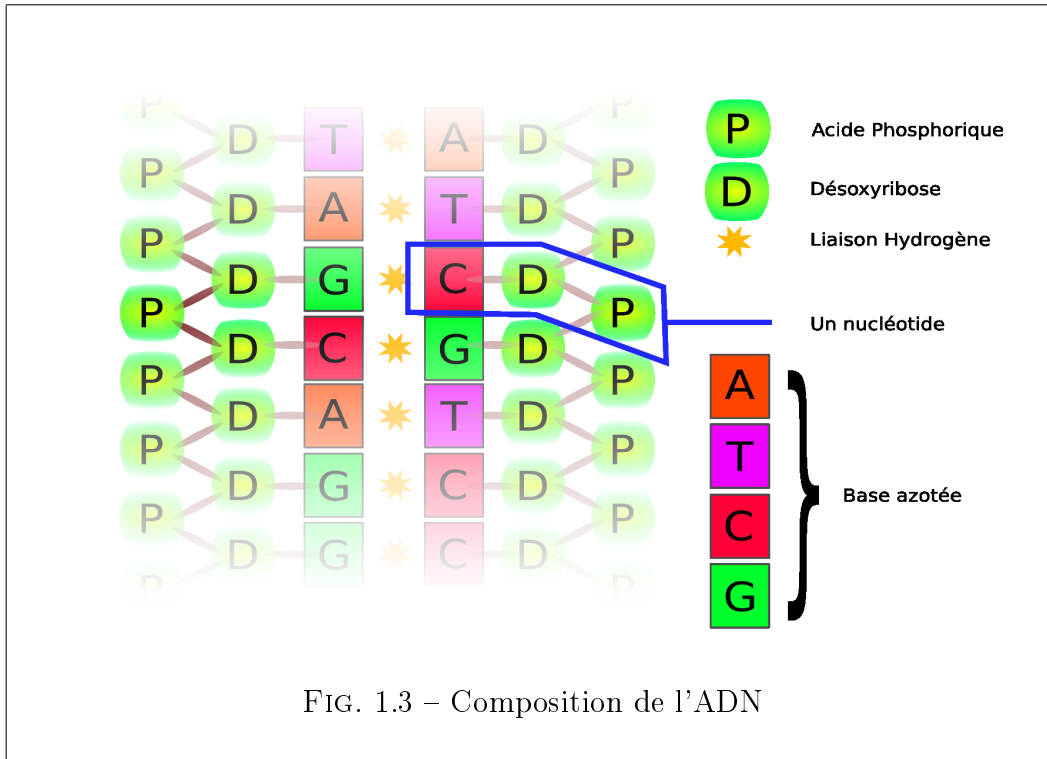 P P
D T A D
P P
D A T D
P P
D G C D
P P
D C G D
P P
D A T D
P P
D G C D
P P
D G C D
P P
P Acide Phosphorique
D Désoxyribose
Liaison Hydrogène
Un nucléotide
A
T
C
G
Base azotée
FIG. 1.3 – Composition de l'ADN